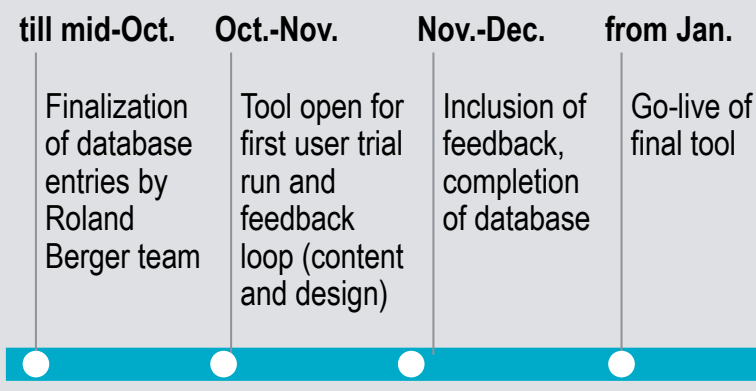 till mid-Oct.
Finalization
of database
entries by
Roland
Berger team
Oct.-Nov.
Tool open for
first user trial
run and
feedback
loop (content
and design)
Nov.-Dec.
Inclusion of
feedback,
completion
of database
from Jan.
Go-live of
final tool